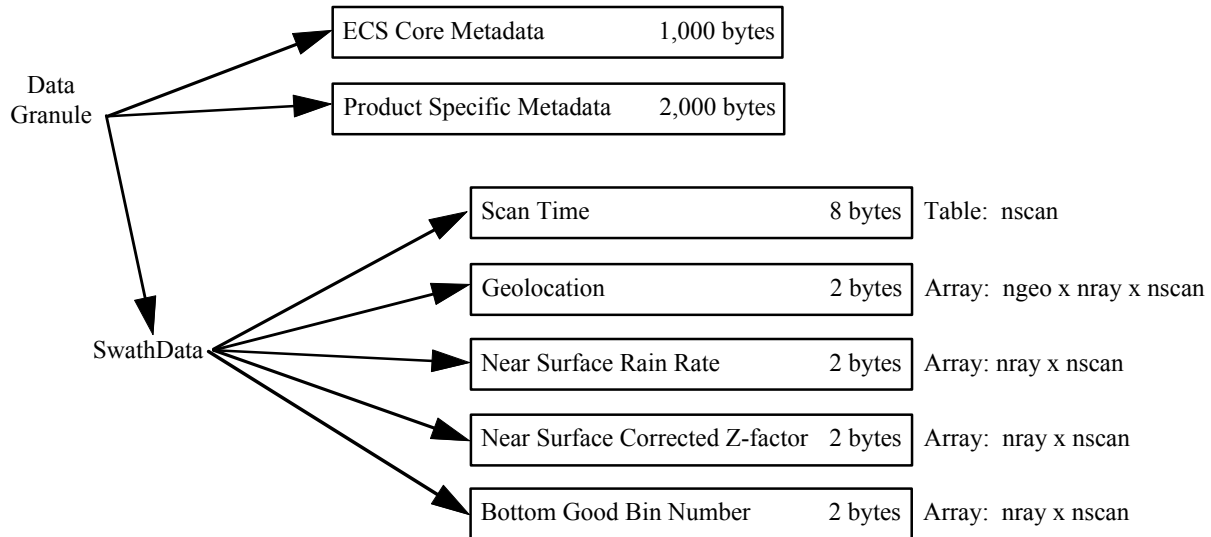 ECS Core Metadata 1,000 bytes
Data
Granule
Product Specific Metadata 2,000 bytes
Scan Time 8 bytes Table: nscan
Geolocation 2 bytes Array: ngeo x nray x nscan
SwathData
Near Surface Rain Rate 2 bytes Array: nray x nscan
Near Surface Corrected Z-factor 2 bytes Array: nray x nscan
Bottom Good Bin Number 2 bytes Array: nray x nscan